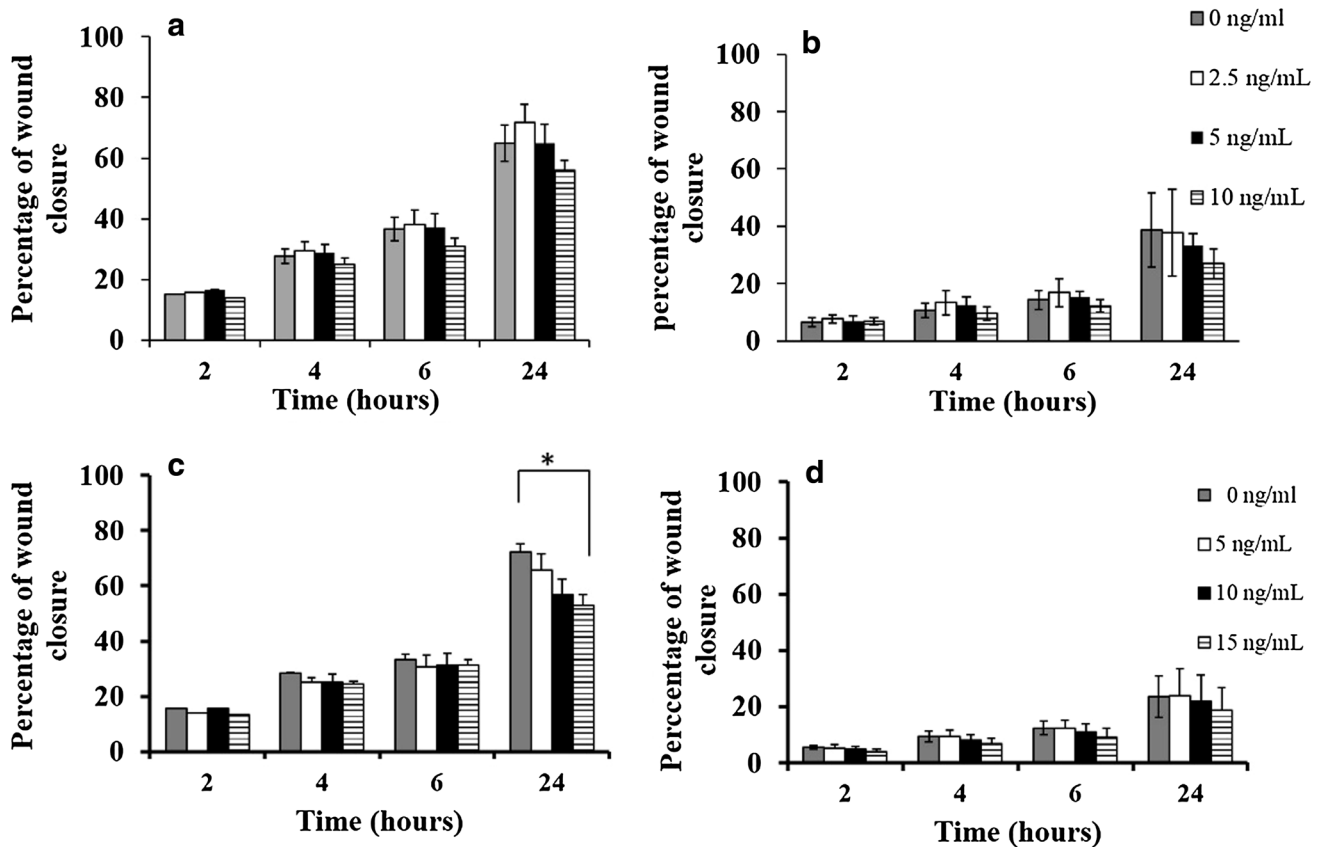 a
Percentage of wound
closure
100
80
60
40
20
0
2 4 6 24
Time (hours)
b
percentage of wound
closure
100
80
60
40
20
0
2 4 6 24
Time (hours)
0 ng/ml
2.5 ng/mL
5 ng/mL
10 ng/mL
c
Percentage of wound
closure
100
80
60
40
20
0
*
2 4 6 24
Time (hours)
d
Perccentage of wound
closure
100
80
60
40
20
0
2 4 6 24
Time (hours)
0 ng/ml
5 ng/mL
10 ng/mL
15 ng/mL